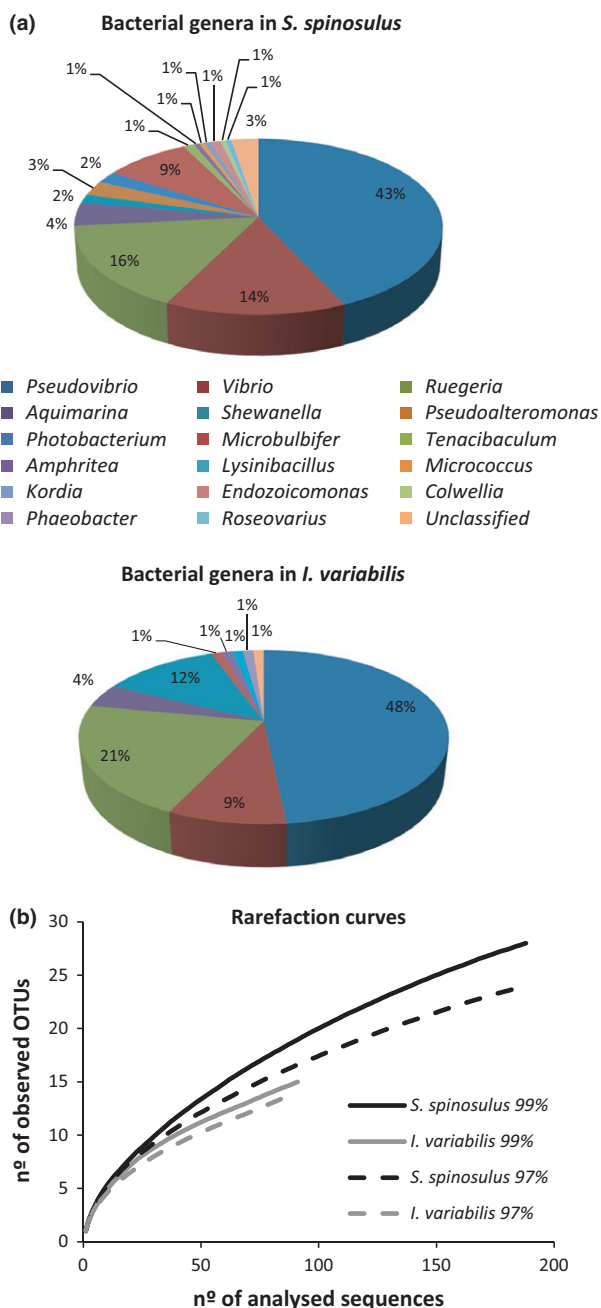 (a) Bacterial genera in S. spinosulus
1% 1% 1% 1%
1% 1%
1% 3%
3% 2% 9% 43%
2%
4%
16% 14%
Pseudovibrio Vibrio Ruegeria
Aquimarina Shewanella Pseudoalteromonas
Photobacterium Microbulbifer Tenacibaculum
Amphritea Lysinibacillus Micrococcus
Kordia Endozoicomonas Colwellia
Phaeobacter Roseovarius Unclassified
Bacterial genera in I. variabilis
1%
1% 1% 1% 1%
4% 12% 48%
21% 9%
(b) Rarefaction curves
nº of observed OTUs
30
25
20
15
10
5
0
S. spinosulus 99%
I. variabilis 99%
S. spinosulus 97%
I. variabilis 97%
0 50 100 150 200
nº of analysed sequences